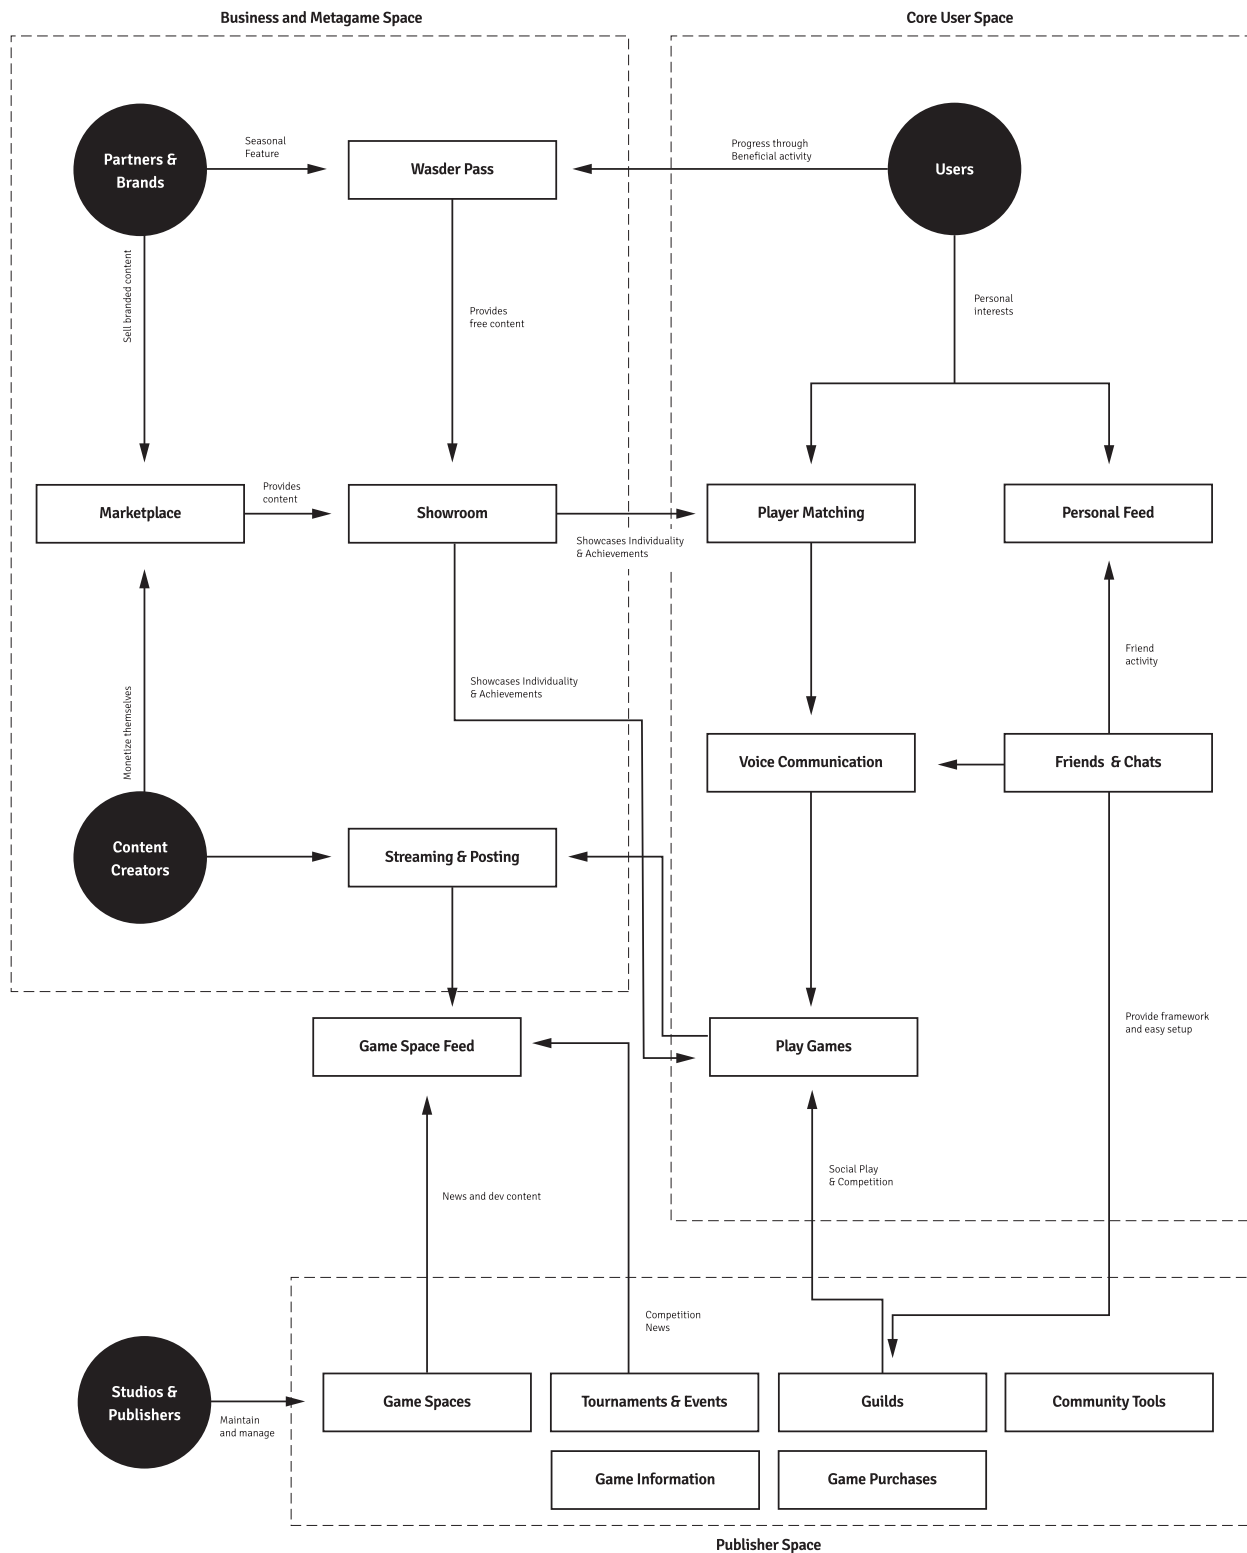 Business and Metagame Space
Core User Space
Partners &
Brands
Seasonal
Feature
Wasder Pass
Progress through
Beneficial activity
Users
Sell branded content
Provides
free content
Personal
interests
Marketplace
Provides
content
Showroom
Showcases Individuality
& Achievements
Player Matching
Personal Feed
Monetize themselves
Showcases Individuality
& Achievements
Friend
activity
Voice Communication
Friends & Chats
Content
Creators
Streaming & Posting
Game Space Feed
Play Games
Provide framework
and easy setup
News and dev content
Social Play
& Competition
Competition
News
Studios &
Publishers
Maintain
and manage
Game Spaces
Tournaments & Events
Guilds
Community Tools
Game Information
Game Purchases
Publisher Space